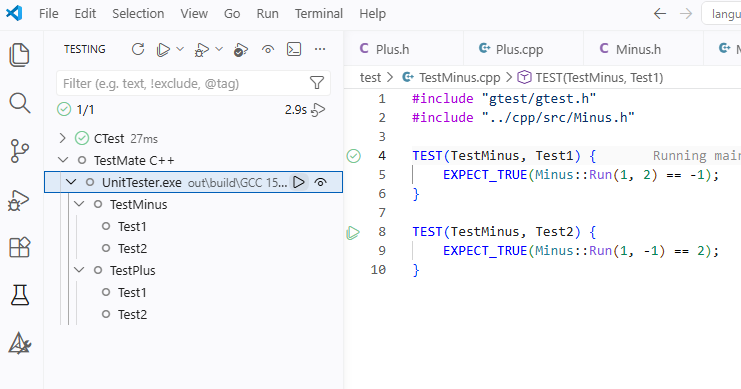 File Edit Selection View Go Run Terminal Help langu
TESTING
Filter (e.g. text, !exclude, @tag)
1/1 2.9s
CTest 27ms
TestMate C++
UnitTester.exe out\build\GCC 15...
TestMinus
Test1
Test2
TestPlus
Test1
Test2
Plus.h Plus.cpp Minus.h
test > TestMinus.cpp > TEST(TestMinus, Test1)
1 #include "gtest/gtest.h"
2 #include "../cpp/src/Minus.h"
3
4 TEST(TestMinus, Test1) { Running main
5 EXPECT_TRUE(Minus::Run(1, 2) == -1);
6 }
7
8 TEST(TestMinus, Test2) {
9 EXPECT_TRUE(Minus::Run(1, -1) == 2);
10 }